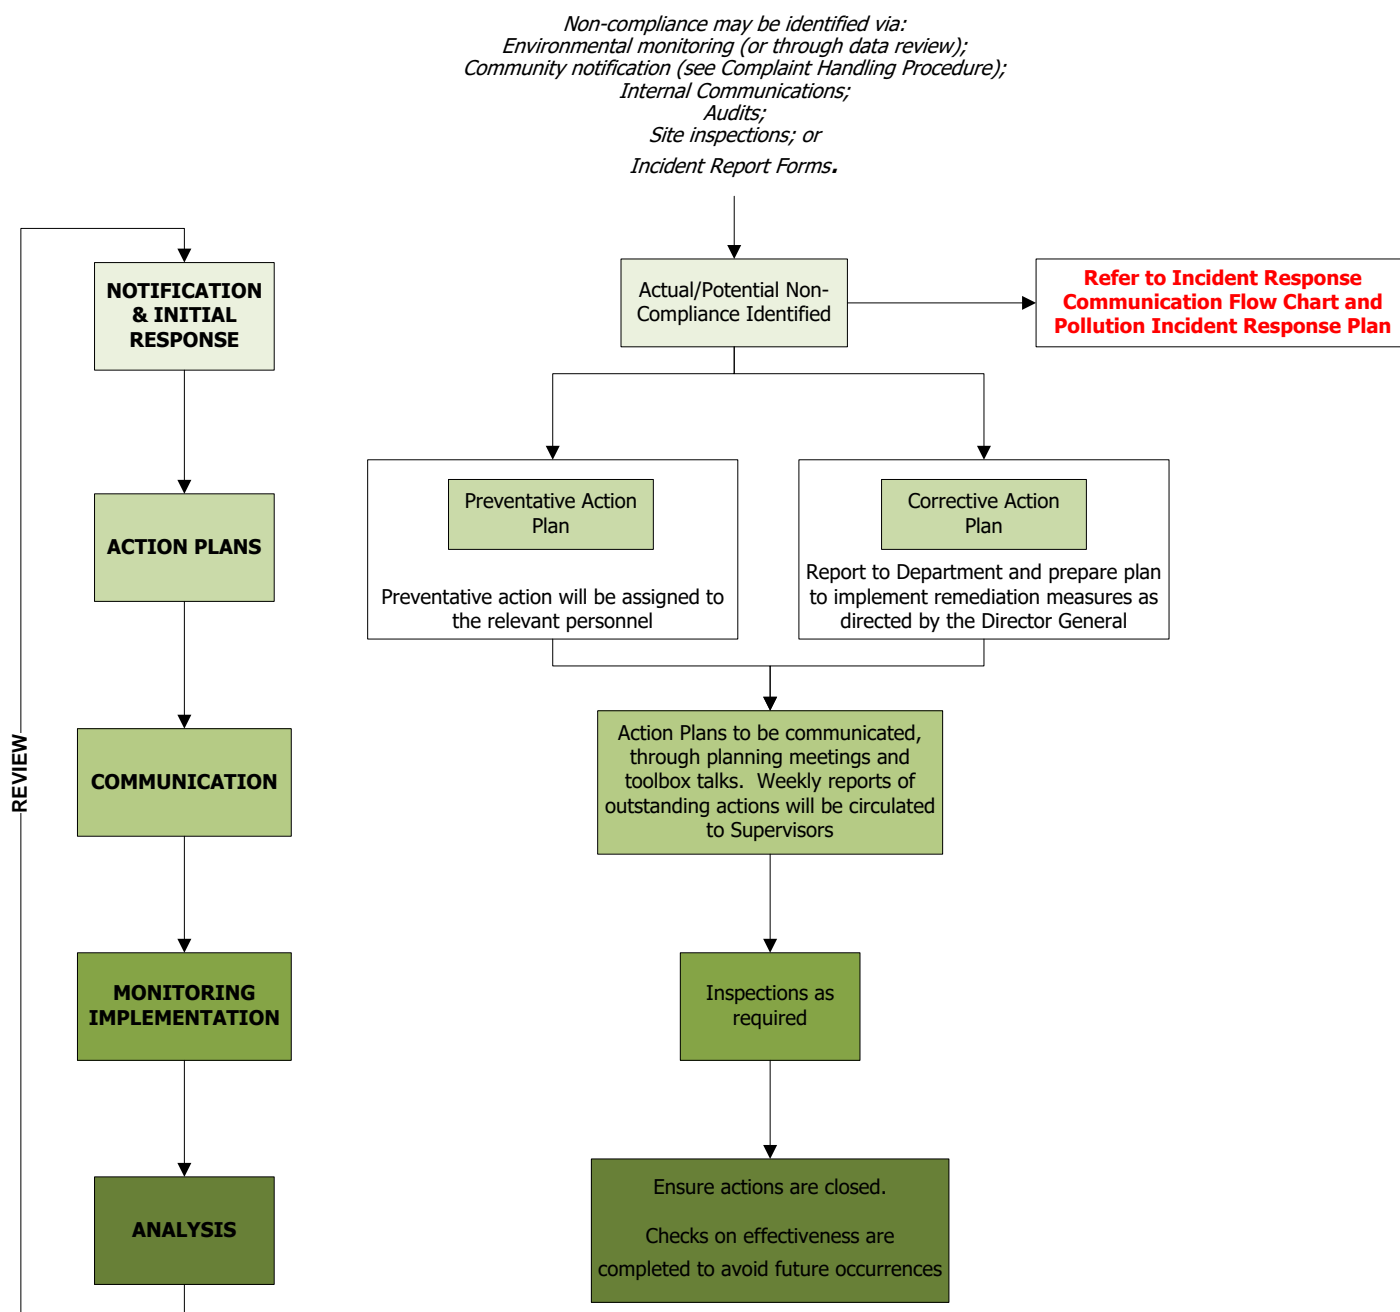 Non-compliance may be identified via:
Environmental monitoring (or through data review);
Community notification (see Complaint Handling Procedure);
Internal Communications;
Audits;
Site inspections; or
Incident Report Forms.
NOTIFICATION
& INITIAL
RESPONSE
Actual/Potential Non-
Compliance Identified
Refer to Incident Response
Communication Flow Chart and
Pollution Incident Response Plan
ACTION PLANS
Preventative Action
Plan
Preventative action will be assigned to
the relevant personnel
Corrective Action
Plan
Report to Department and prepare plan
to implement remediation measures as
directed by the Director General
REVIEW
COMMUNICATION
Action Plans to be communicated,
through planning meetings and
toolbox talks.  Weekly reports of
outstanding actions will be circulated
to Supervisors
MONITORING
IMPLEMENTATION
Inspections as
required
ANALYSIS
Ensure actions are closed.
Checks on effectiveness are
completed to avoid future occurrences